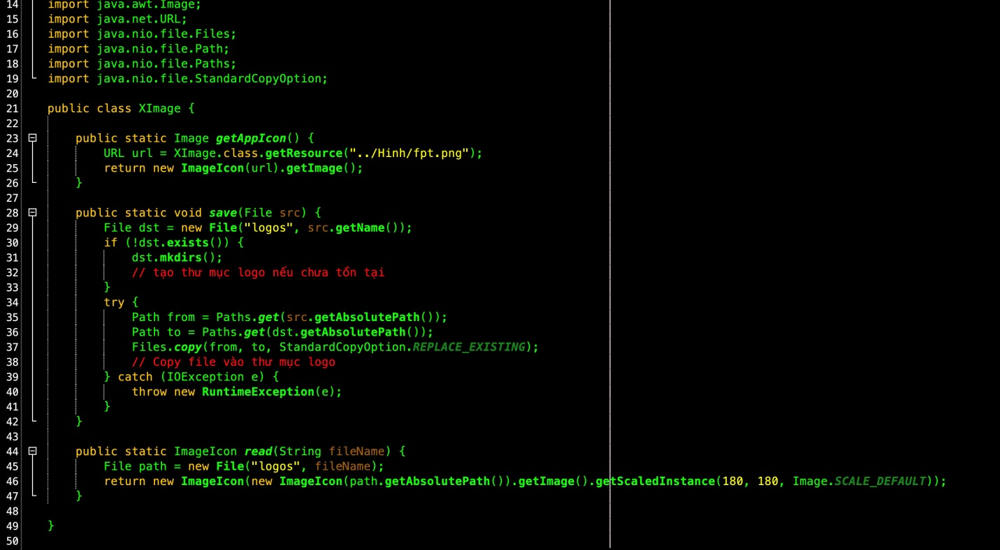 14 import java.awt.Image;
15 import java.net.URL;
16 import java.nio.file.Files;
17 import java.nio.file.Path;
18 import java.nio.file.Paths;
19 import java.nio.file.StandardCopyOption;
20
21 public class XImage {
22
23     public static Image getAppIcon() {
24         URL url = XImage.class.getResource("../Hinh/fpt.png");
25         return new ImageIcon(url).getImage();
26     }
27
28     public static void save(File src) {
29         File dst = new File("logos", src.getName());
30         if (!dst.exists()) {
31             dst.mkdirs();
32             // tạo thư mục logo nếu chưa tồn tại
33         }
34         try {
35             Path from = Paths.get(src.getAbsolutePath());
36             Path to = Paths.get(dst.getAbsolutePath());
37             Files.copy(from, to, StandardCopyOption.REPLACE_EXISTING);
38             // Copy file vào thư mục logo
39         } catch (IOException e) {
40             throw new RuntimeException(e);
41         }
42     }
43
44     public static ImageIcon read(String fileName) {
45         File path = new File("logos", fileName);
46         return new ImageIcon(new ImageIcon(path.getAbsolutePath()).getImage().getScaledInstance(180, 180, Image.SCALE_DEFAULT));
47     }
48
49 }
50